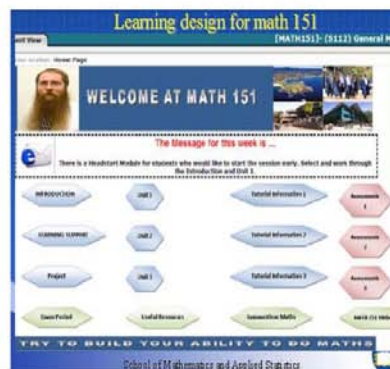 Learning design for math 151
ent View
[MATH151]- (5112) General M
Home Page
WELCOME AT MATH 151
The Message for this week is ...
There is a Headstart Module for students who would like to start the session early. Select and work through
the Introduction and Unit 1.
INTRODUCTION
Unit 1
Tutorial Information 1
Assessment
1
LEARNING SUPPORT
Unit 2
Tutorial Information 2
Assessment
2
Project
Unit 3
Tutorial Information 3
Assessment
3
Useful Resources
TRY TO BUILD YOUR ABILITY TO DO MATHS
School of Mathematics and Applied Statistics